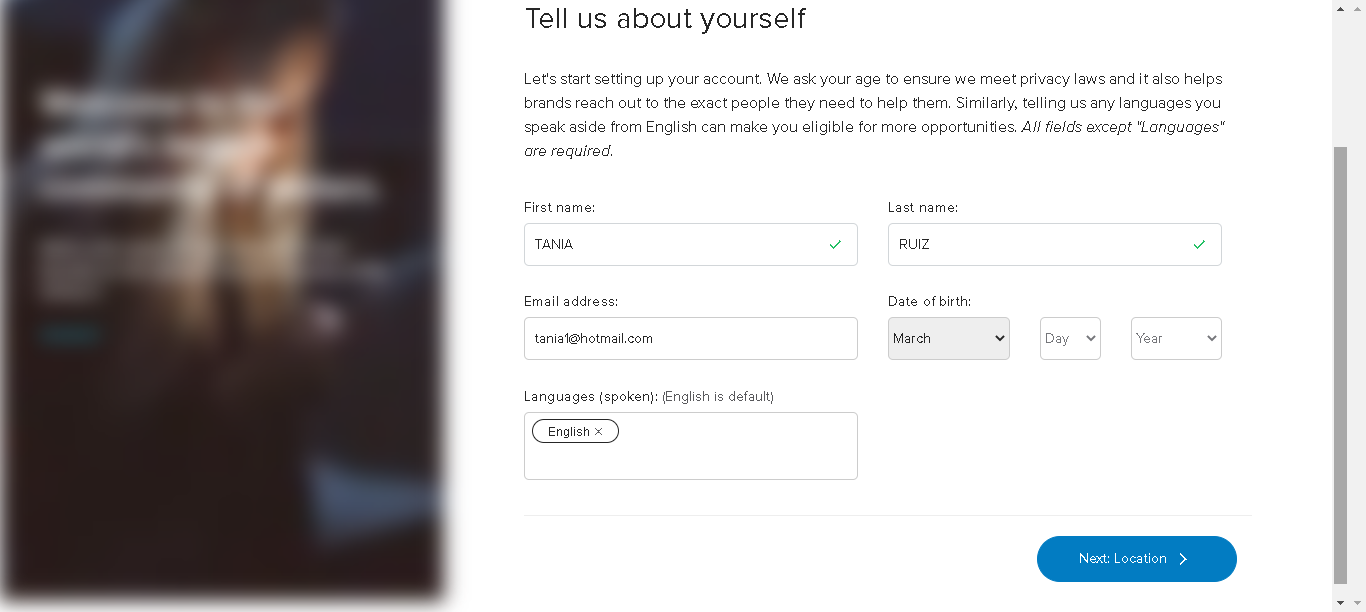 Tell us about yourself
Let's start setting up your account. We ask your age to ensure we meet privacy laws and it also helps
brands reach out to the exact people they need to help them. Similarly, telling us any languages you
speak aside from English can make you eligible for more opportunities. All fields except "Languages"
are required.
First name:
Last name:
TANIA
RUIZ
Email address:
Date of birth:
tania1@hotmail.com
March
Day
Year
Languages (spoken): (English is default)
English ×
Next: Location